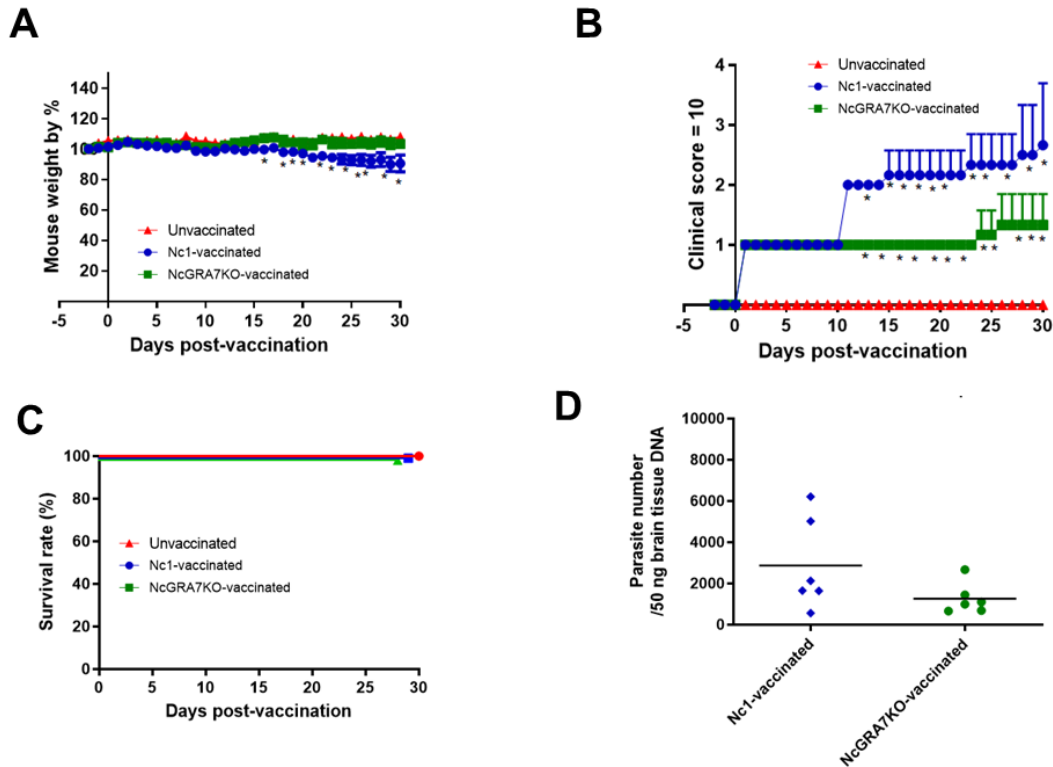 A
Mouse weight by %
140
120
100
80
60
40
20
-5 0 5 10 15 20 25 30
Days post-vaccination
Unvaccinated
Nc1-vaccinated
NcGRA7KO-vaccinated
* * * * * * * * * * *
B
Clinical score = 10
4
3
2
1
-5 0 5 10 15 20 25 30
Days post-vaccination
Unvaccinated
Nc1-vaccinated
NcGRA7KO-vaccinated
C
Survival rate (%)
100
80
60
40
20
0
0 5 10 15 20 25 30
Days post-vaccination
Unvaccinated
Nc1-vaccinated
NcGRA7KO-vaccinated
D
Parasite number
/50 ng brain tissue DNA
10000
8000
6000
4000
2000
0
Nc1-vaccinated
NcGRA7KO-vaccinated